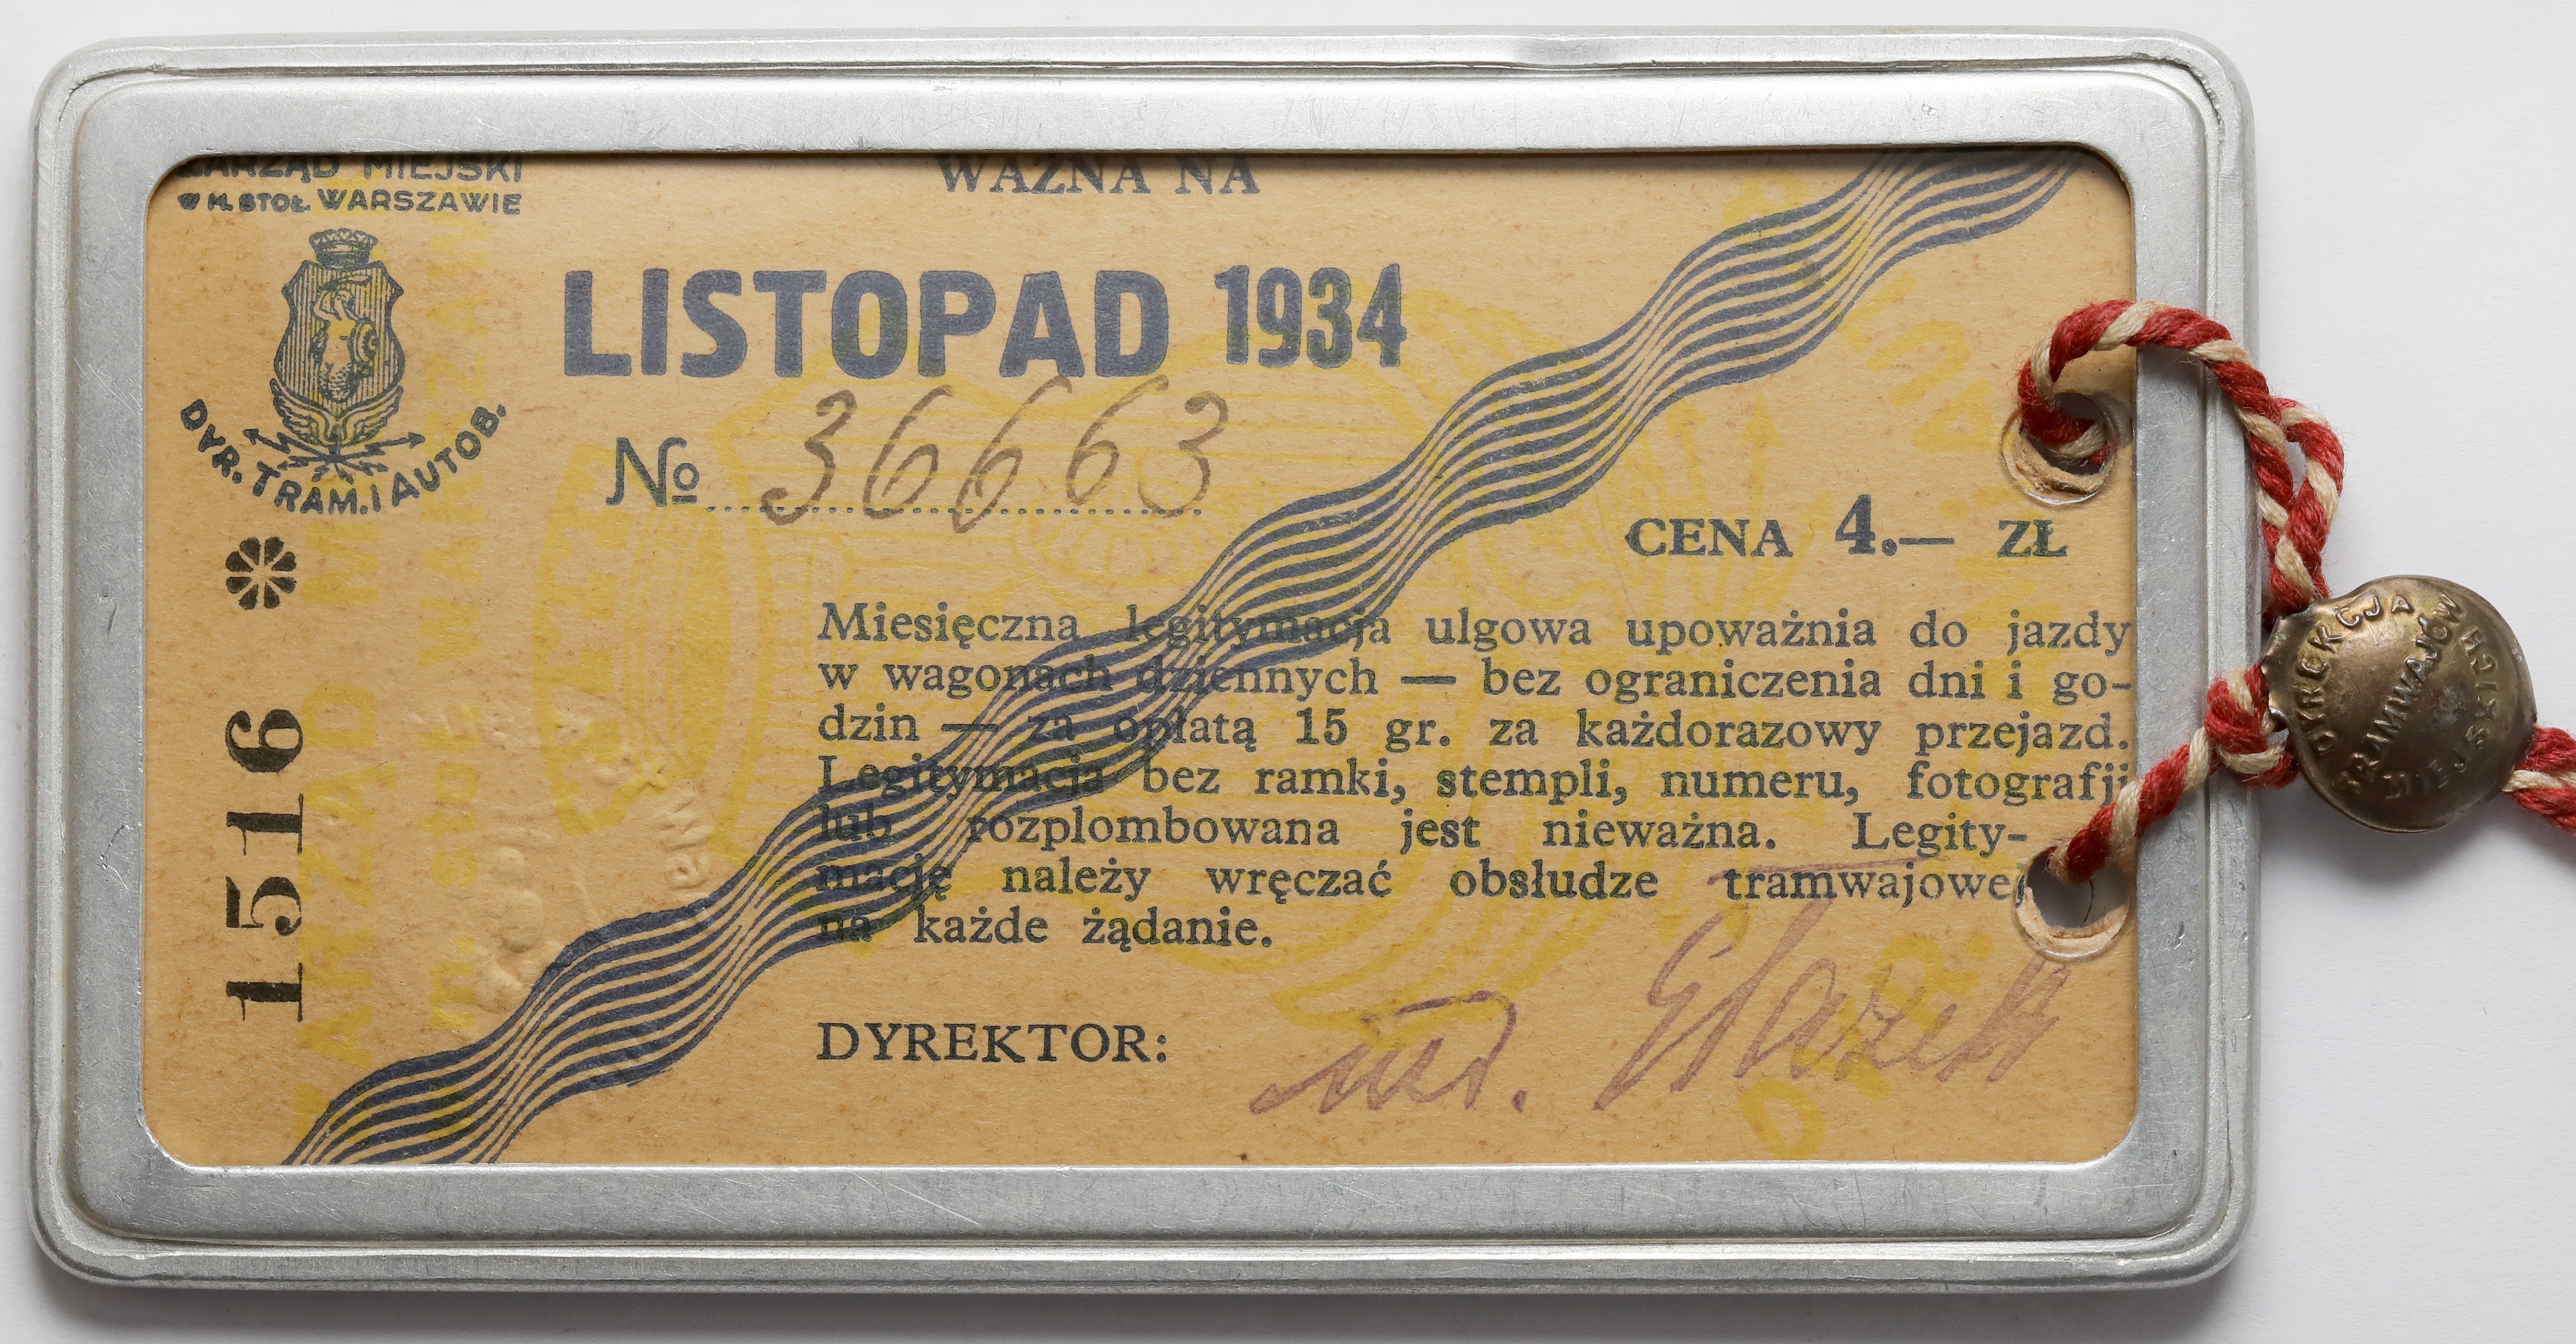 ZARZĄD MIEJSKI
W M. STOŁ. WARSZAWIE
DYR. TRAM. I AUTOB.
1516
WAŻNA NA
LISTOPAD 1934
No 36663
CENA 4.— ZŁ
Miesięczna legitymacja ulgowa upoważnia do jazdy
w wagonach dziennych — bez ograniczenia dni i go-
dzin — za opłatą 15 gr. za każdorazowy przejazd.
Legitymacja bez ramki, stempli, numeru, fotografji
lub rozplombowana jest nieważna. Legity-
mację należy wręczać obsłudze tramwajowej
na każde żądanie.
DYREKTOR:
DYREKCJA
TRAMWAJÓW
MIEJSKICH